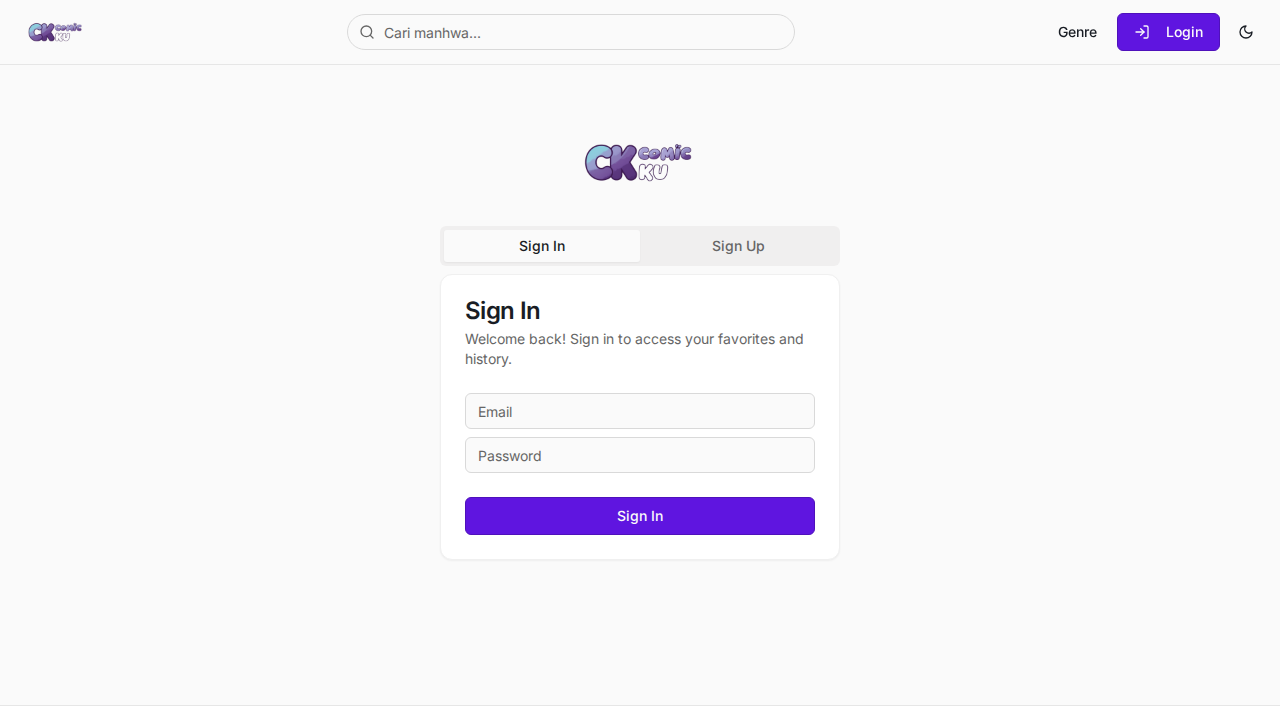 CK COMIC
KU
Cari manhwa...
Genre
Login
CK COMIC
KU
Sign In
Sign Up
Sign In
Welcome back! Sign in to access your favorites and
history.
Email
Password
Sign In